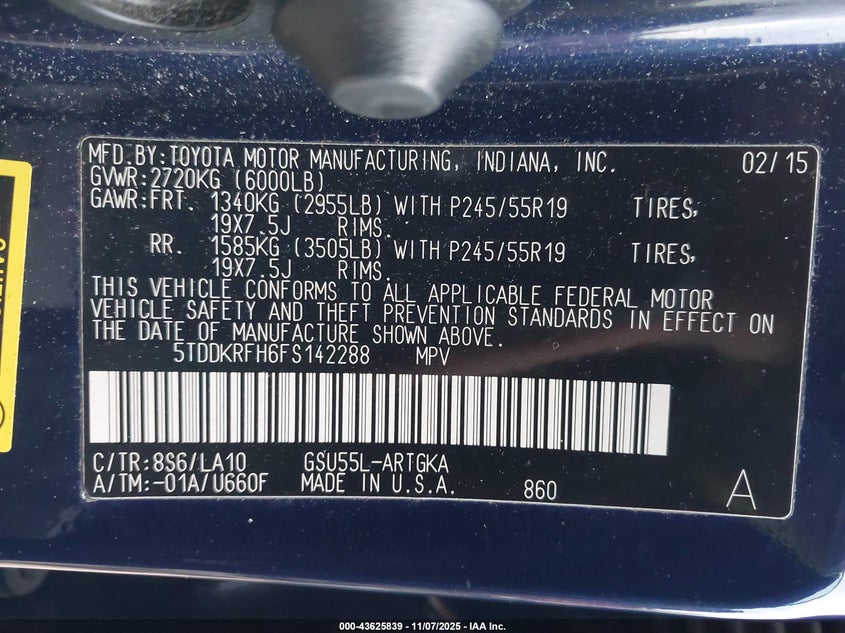 MFD.BY:TOYOTA MOTOR MANUFACTURING, INDIANA, INC. 02/15
GVWR:2720KG (6000LB)
GAWR:FRT. 1340KG (2955LB) WITH P245/55R19 TIRES,
19X7.5J RIMS.
RR. 1585KG (3505LB) WITH P245/55R19 TIRES,
19X7.5J RIMS.
THIS VEHICLE CONFORMS TO ALL APPLICABLE FEDERAL MOTOR
VEHICLE SAFETY AND THEFT PREVENTION STANDARDS IN EFFECT ON
THE DATE OF MANUFACTURE SHOWN ABOVE.
5TDDKRFH6FS142288 MPV
C/TR:8S6/LA10 GSU55L-ARTGKA
A/TM:-01A/U660F MADE IN U.S.A. 860 A
000-43625839 - 11/07/2025 - IAA Inc.